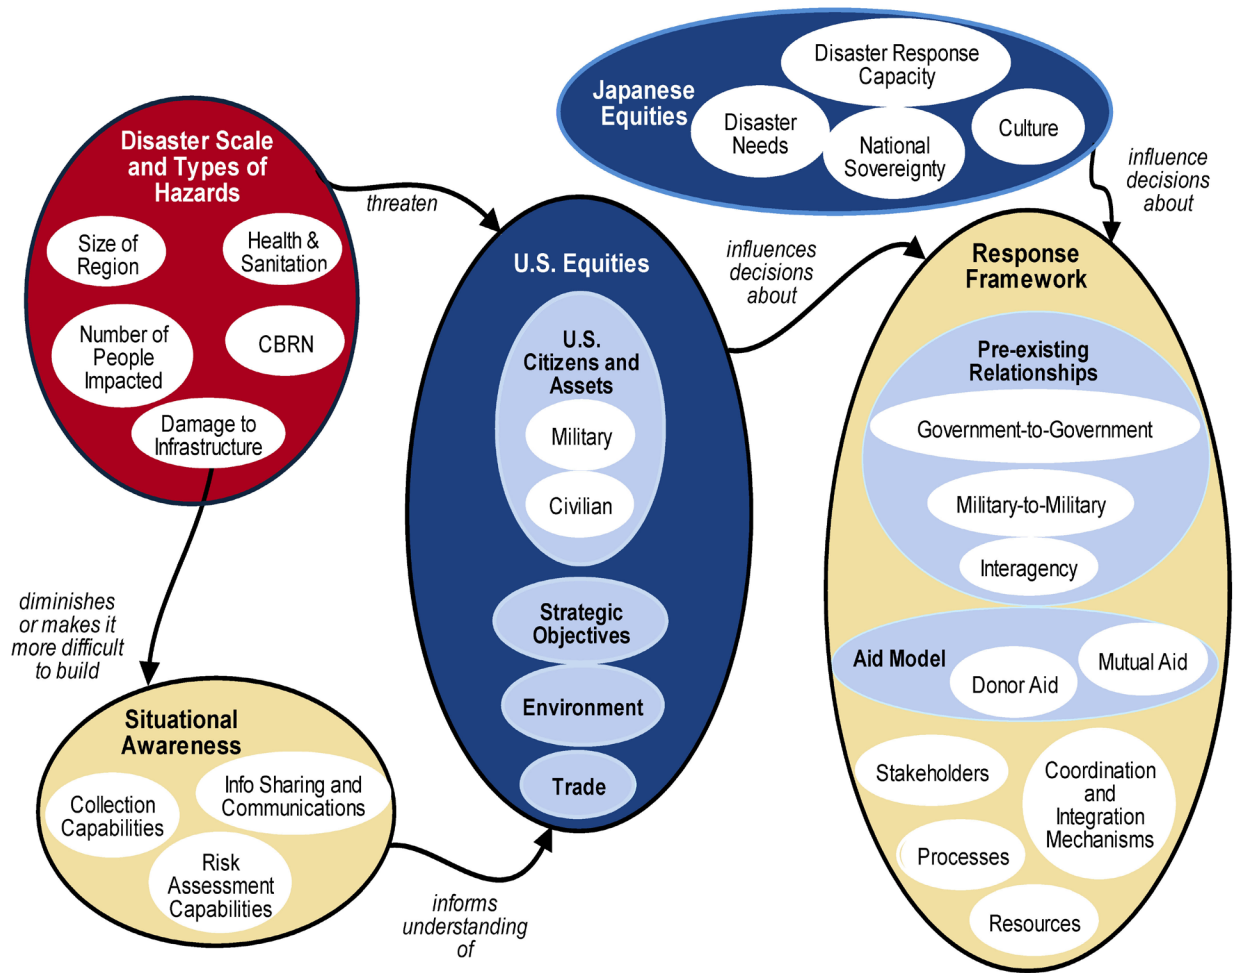 Disaster Scale
and Types of
Hazards
Size of
Region
Health &
Sanitation
Number of
People
Impacted
CBRN
Damage to
Infrastructure
threaten
diminishes
or makes it
more difficult
to build
Situational
Awareness
Collection
Capabilities
Info Sharing and
Communications
Risk
Assessment
Capabilities
informs
understanding
of
U.S. Equities
U.S.
Citizens and
Assets
Military
Civilian
Strategic
Objectives
Environment
Trade
influences
decisions
about
Japanese
Equities
Disaster Response
Capacity
Disaster
Needs
National
Sovereignty
Culture
influence
decisions
about
Response
Framework
Pre-existing
Relationships
Government-to-Government
Military-to-Military
Interagency
Aid Model
Donor Aid
Mutual Aid
Stakeholders
Coordination
and
Integration
Mechanisms
Processes
Resources